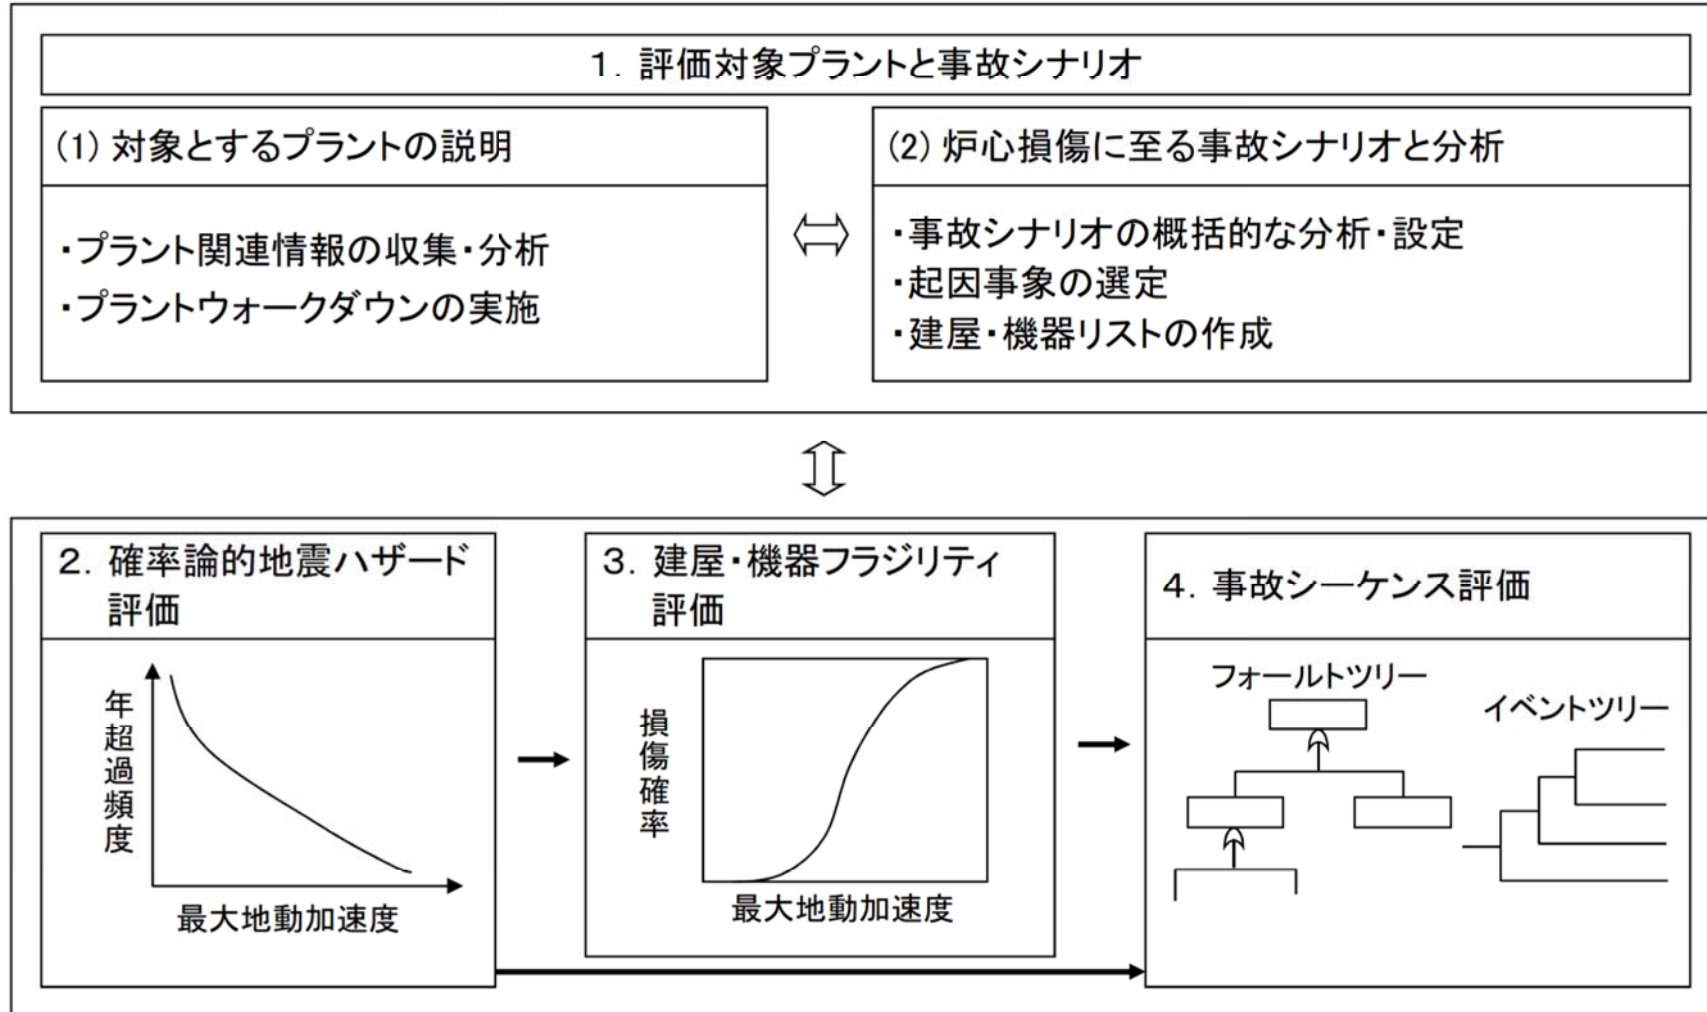 1. 評価対象プラントと事故シナリオ
(1) 対象とするプラントの説明
・プラント関連情報の収集・分析
・プラントウォークダウンの実施
(2) 炉心損傷に至る事故シナリオと分析
・事故シナリオの概括的な分析・設定
・起因事象の選定
・建屋・機器リストの作成
2. 確率論的地震ハザード
評価
年超過頻度
最大地動加速度
3. 建屋・機器フラジリティ
評価
損傷確率
最大地動加速度
4. 事故シーケンス評価
フォールトツリー
イベントツリー